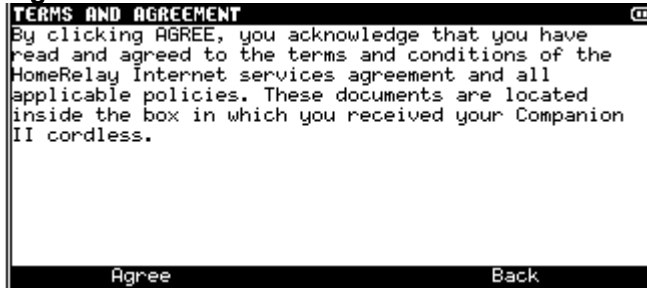 TERMS AND AGREEMENT
By clicking AGREE, you acknowledge that you have
read and agreed to the terms and conditions of the
HomeRelay Internet services agreement and all
applicable policies. These documents are located
inside the box in which you received your Companion
II cordless.
Agree Back